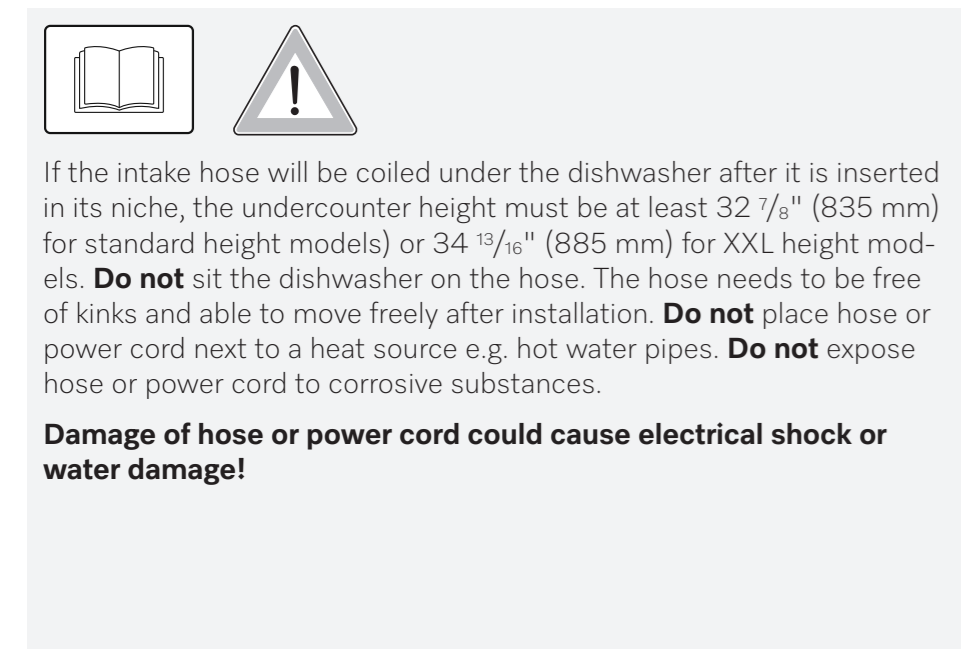 If the intake hose will be coiled under the dishwasher after it is inserted
in its niche, the undercounter height must be at least 32 ⁷/₈" (835 mm)
for standard height models) or 34 ¹³/₁₆" (885 mm) for XXL height mod-
els. Do not sit the dishwasher on the hose. The hose needs to be free
of kinks and able to move freely after installation. Do not place hose or
power cord next to a heat source e.g. hot water pipes. Do not expose
hose or power cord to corrosive substances.
Damage of hose or power cord could cause electrical shock or
water damage!